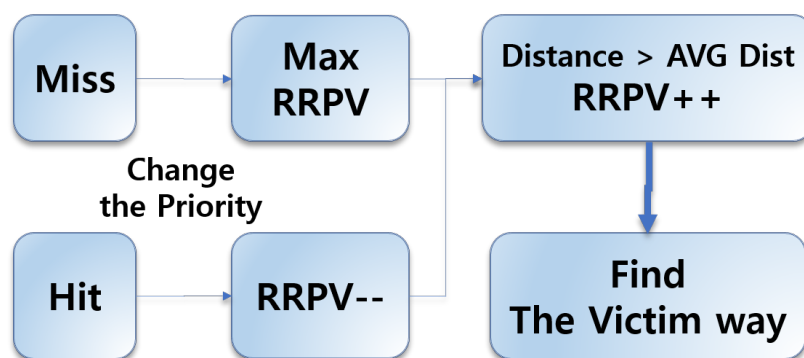 Miss
Max
RRPV
Distance > AVG Dist
RRPV++
Change
the Priority
Hit
RRPV--
Find
The Victim way